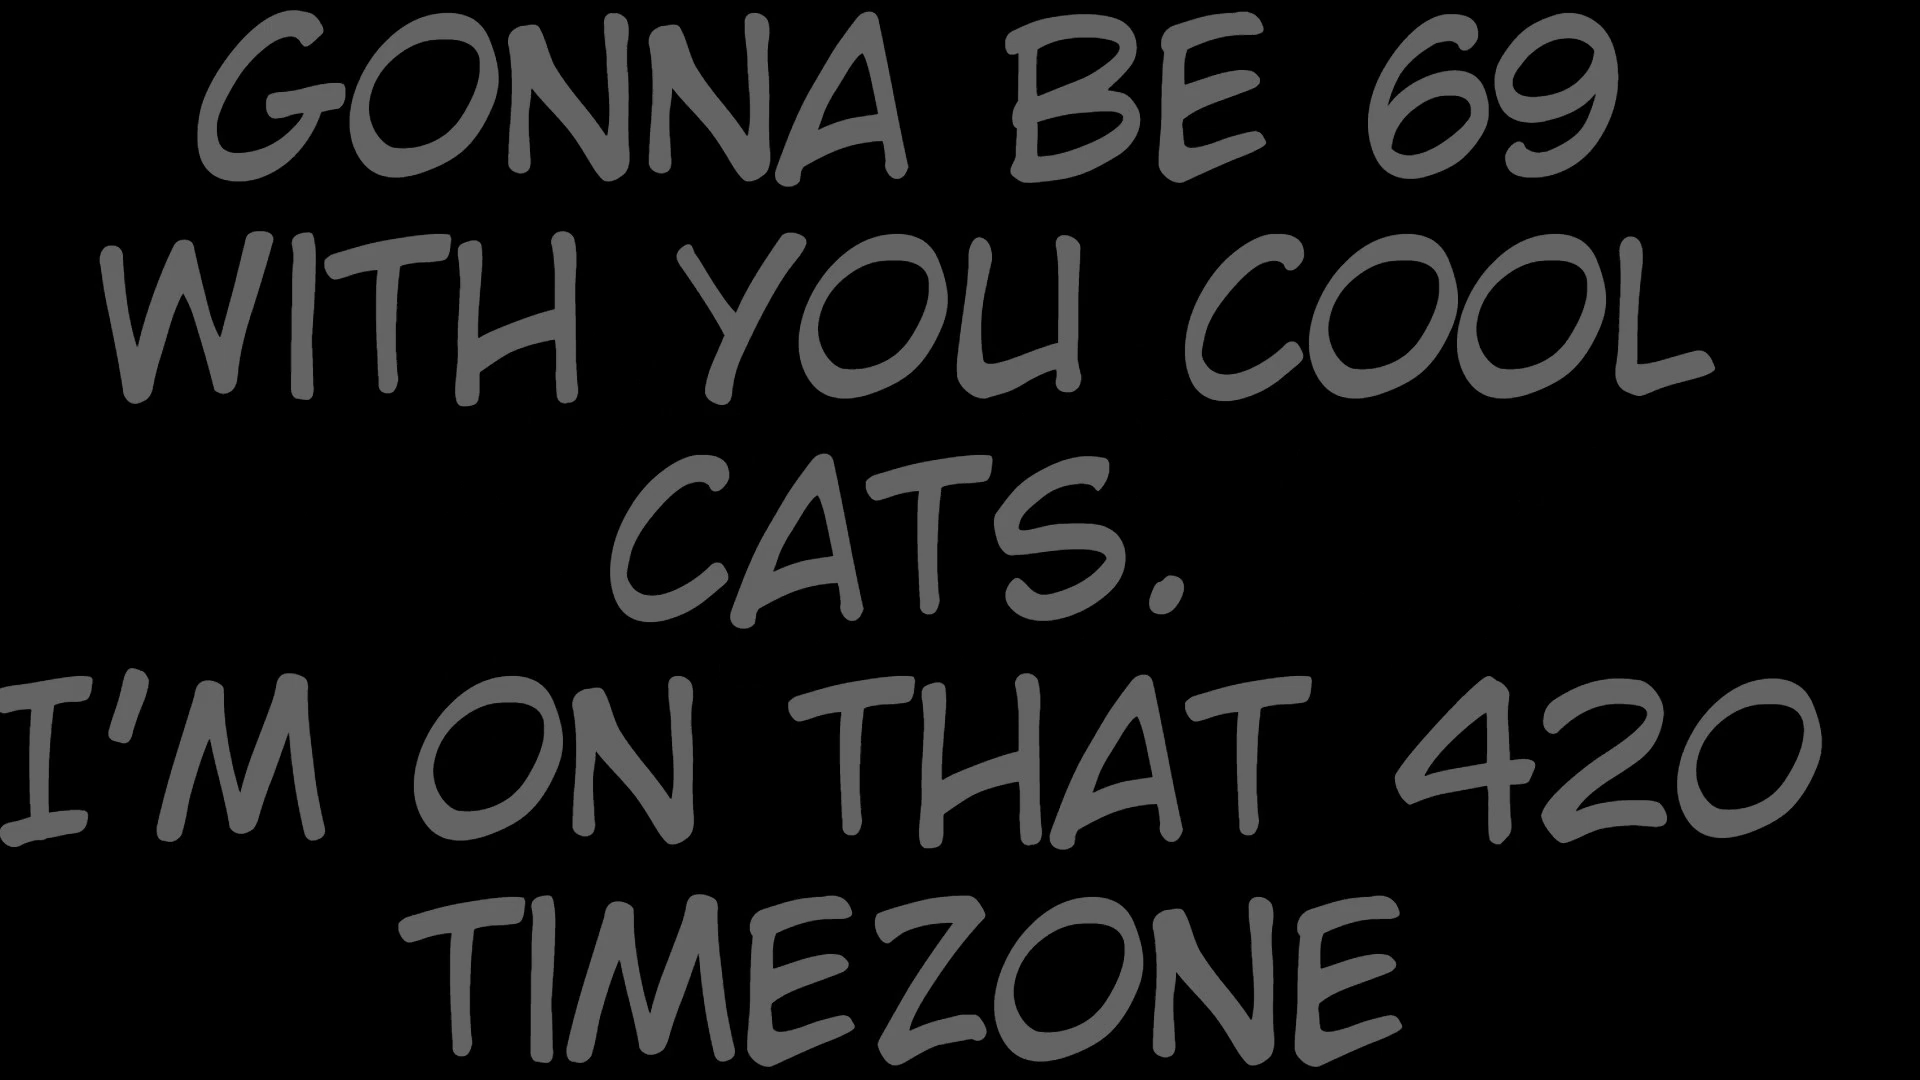 GONNA BE 69
WITH YOU COOL
CATS.
I'M ON THAT 420
TIMEZONE